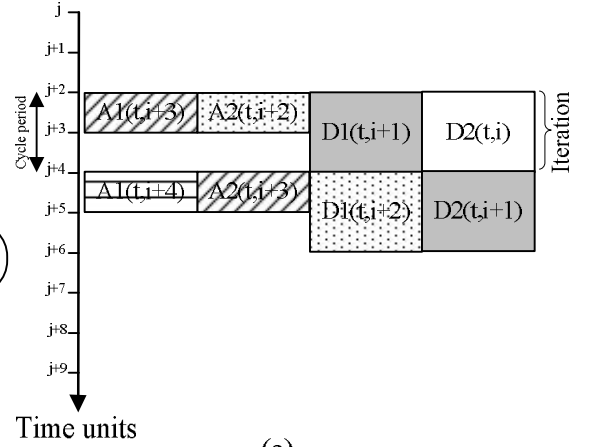 j
j+1
j+2
j+3
j+4
j+5
j+6
j+7
j+8
j+9
Cycle period
A1(t,i+3)
A2(t,i+2)
D1(t,i+1)
D2(t,i)
Iteration
A1(t,i+4)
A2(t,i+3)
D1(t,i+2)
D2(t,i+1)
Time units